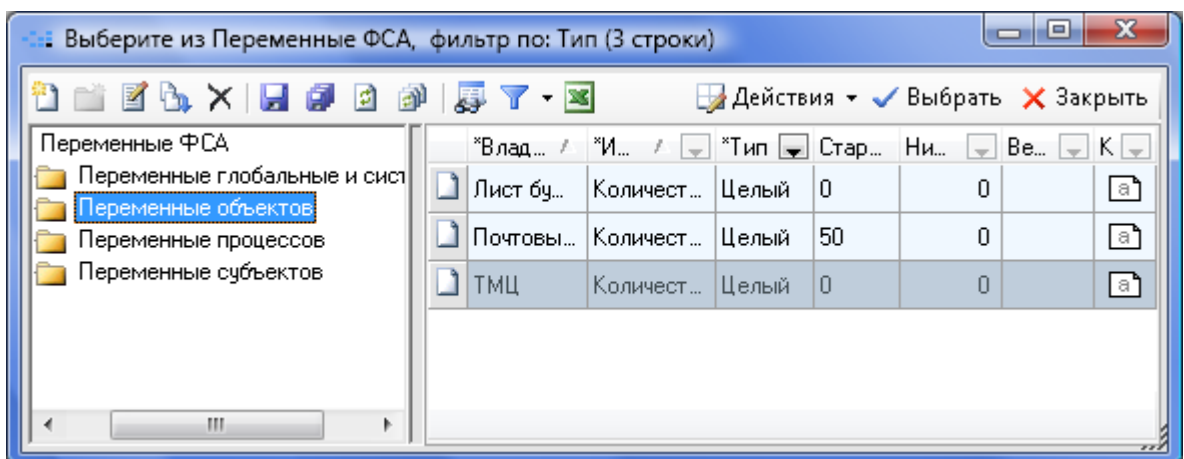 Выберите из Переменные ФСА, фильтр по: Тип (3 строки)
Действия Выбрать Закрыть
Переменные ФСА
Переменные глобальные и сист
Переменные объектов
Переменные процессов
Переменные субъектов
*Влад... *И... *Тип Стар... Ни... Ве... К
Лист бу... Количест... Целый 0 0 a
Почтовы... Количест... Целый 50 0 a
ТМЦ Количест... Целый 0 0 a